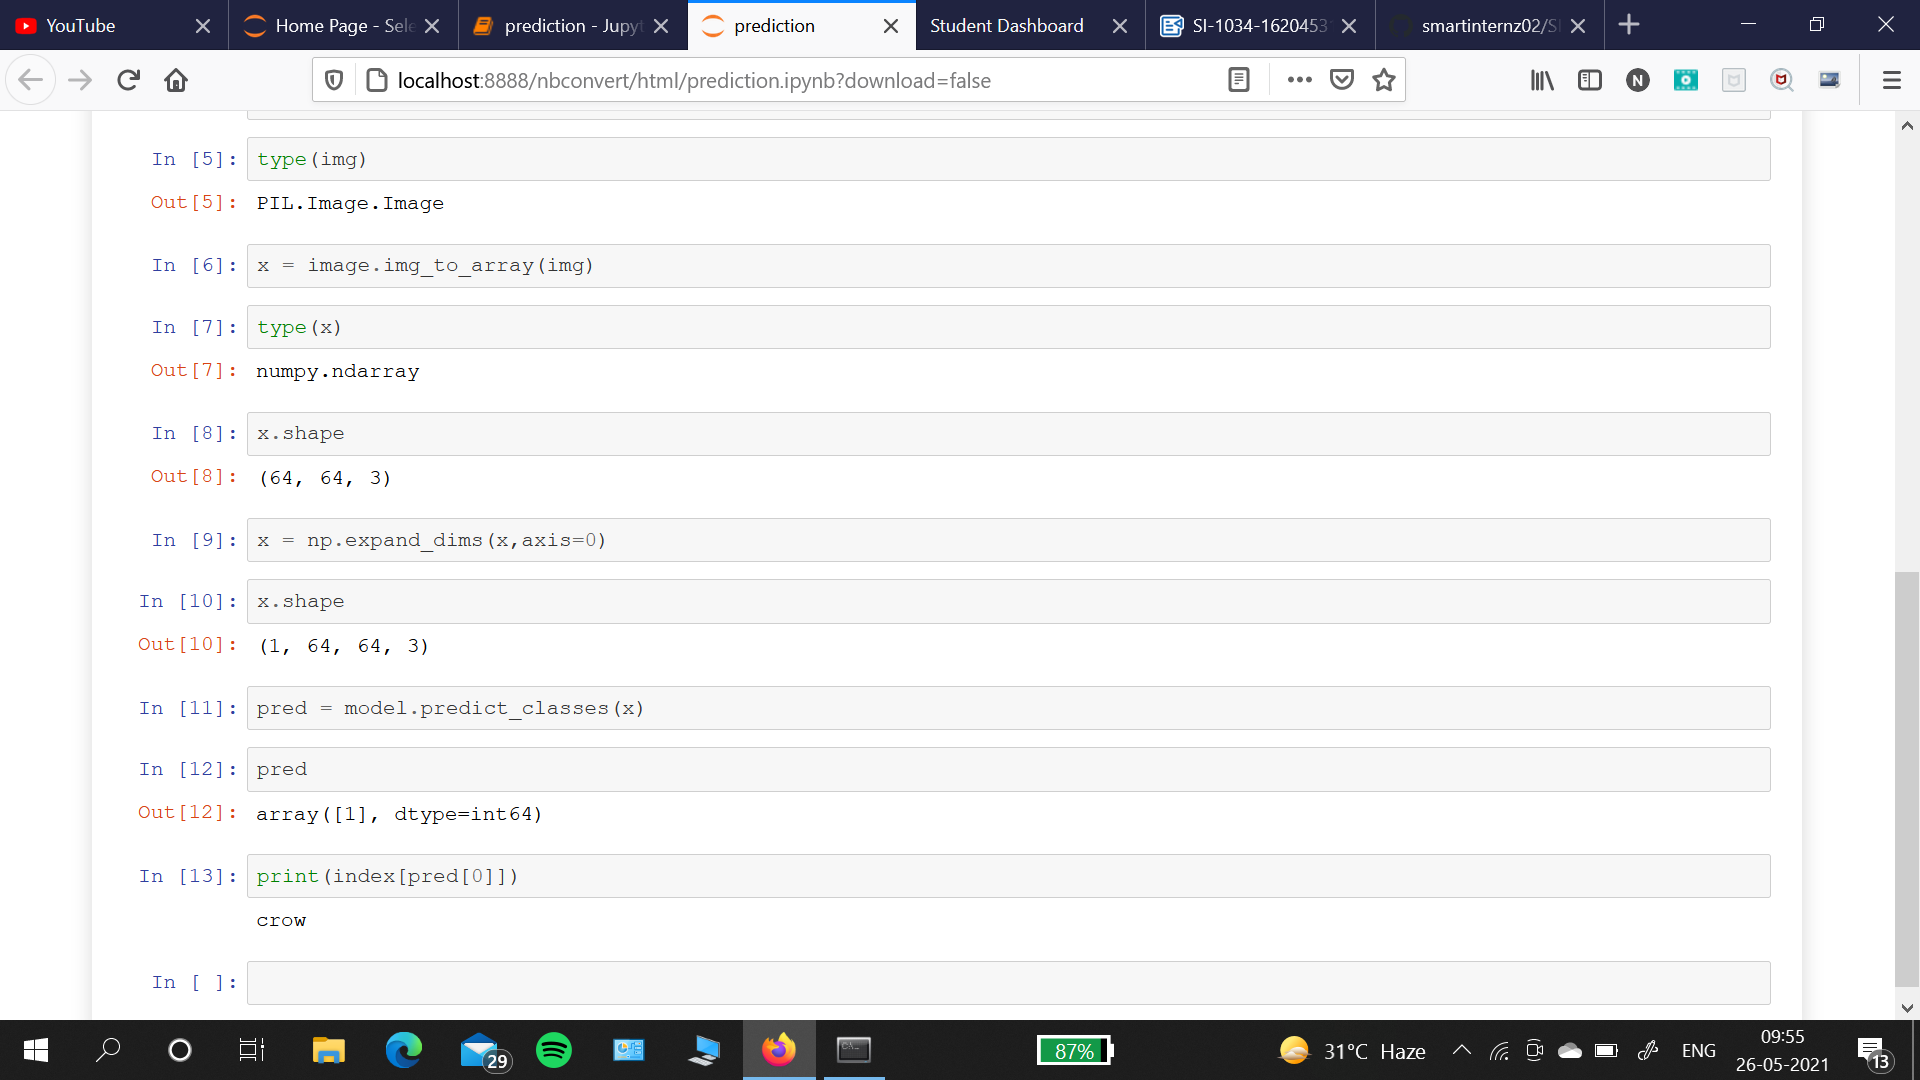 YouTube
Home Page - Sele
prediction - Jupyt
prediction
Student Dashboard
SI-1034-1620453
smartinternz02/SI
localhost:8888/nbconvert/html/prediction.ipynb?download=false
In [5]: type(img)
Out[5]: PIL.Image.Image
In [6]: x = image.img_to_array(img)
In [7]: type(x)
Out[7]: numpy.ndarray
In [8]: x.shape
Out[8]: (64, 64, 3)
In [9]: x = np.expand_dims(x,axis=0)
In [10]: x.shape
Out[10]: (1, 64, 64, 3)
In [11]: pred = model.predict_classes(x)
In [12]: pred
Out[12]: array([1], dtype=int64)
In [13]: print(index[pred[0]])
crow
In [ ]:
29
87%
31°C Haze
ENG
09:55
26-05-2021
13